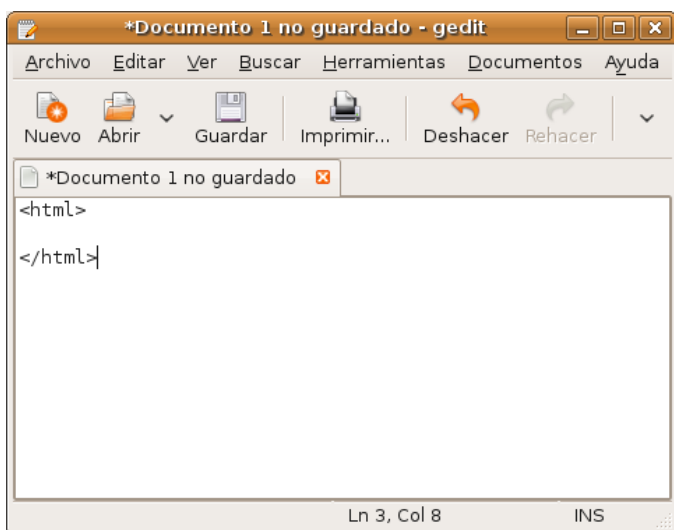 *Documento 1 no guardado - gedit
Archivo Editar Ver Buscar Herramientas Documentos Ayuda
Nuevo Abrir Guardar Imprimir... Deshacer Rehacer
*Documento 1 no guardado
<html>
</html>
Ln 3, Col 8 INS